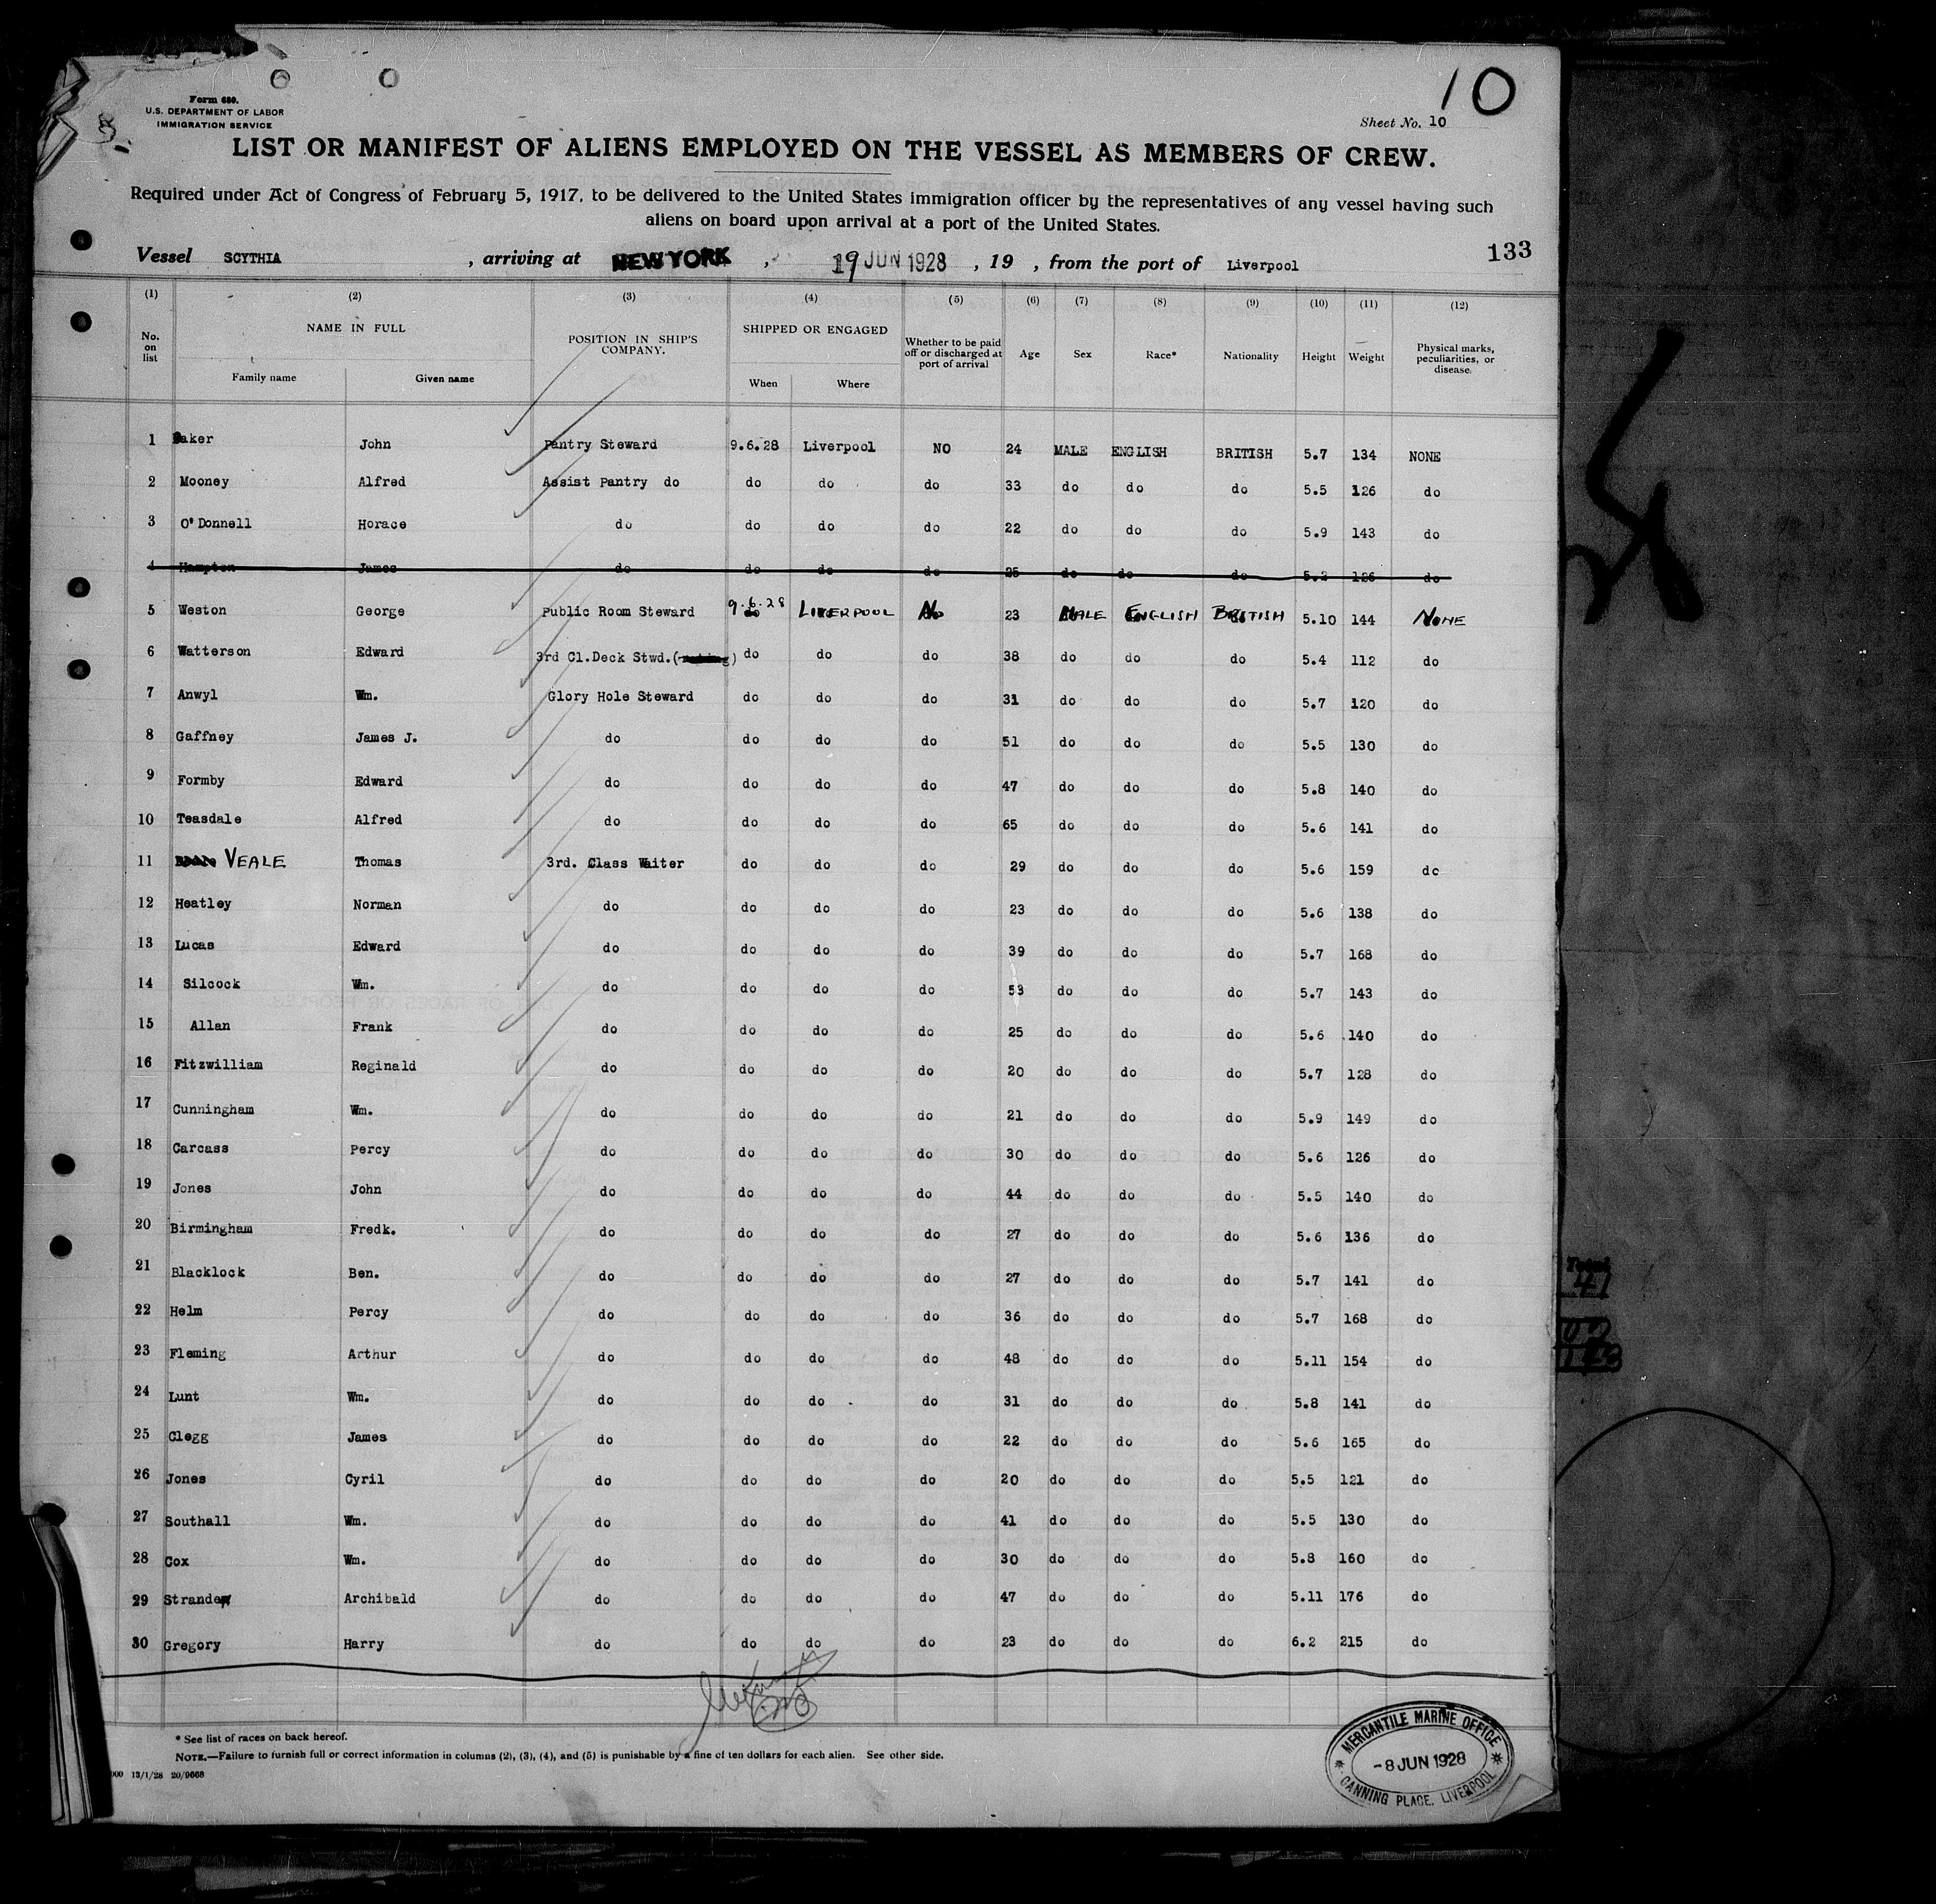 10
Form 680.
U.S. DEPARTMENT OF LABOR
IMMIGRATION SERVICE
Sheet No. 10
LIST OR MANIFEST OF ALIENS EMPLOYED ON THE VESSEL AS MEMBERS OF CREW.
Required under Act of Congress of February 5, 1917, to be delivered to the United States immigration officer by the representatives of any vessel having such
aliens on board upon arrival at a port of the United States.
133
Vessel SCYTHIA , arriving at NEW YORK , 19 JUN 1928 , 19 , from the port of Liverpool
(1) (2) (3) (4) (5) (6) (7) (8) (9) (10) (11) (12)
No. on list NAME IN FULL Family name Given name POSITION IN SHIP'S COMPANY. SHIPPED OR ENGAGED When Where Whether to be paid off or discharged at port of arrival Age Sex Race* Nationality Height Weight Physical marks, peculiarities, or disease.
1 Baker John Pantry Steward 9.6.28 Liverpool NO 24 MALE ENGLISH BRITISH 5.7 134 NONE
2 Mooney Alfred Assist Pantry do do do do 33 do do do 5.5 126 do
3 O'Donnell Horace do do do do 22 do do do 5.9 143 do
4 Hampton James do do do do 25 do do do 5.2 126 do
5 Weston George Public Room Steward 9.6.28 LIVERPOOL No 23 MALE ENGLISH BRITISH 5.10 144 NONE
6 Watterson Edward 3rd Cl.Deck Stwd. do do do 38 do do do 5.4 112 do
7 Anwyl Wm. Glory Hole Steward do do do 31 do do do 5.7 120 do
8 Gaffney James J. do do do do 51 do do do 5.5 130 do
9 Formby Edward do do do do 47 do do do 5.8 140 do
10 Teasdale Alfred do do do do 65 do do do 5.6 141 do
11 VEALE Thomas 3rd. Class Waiter do do do 29 do do do 5.6 159 do
12 Heatley Norman do do do do 23 do do do 5.6 138 do
13 Lucas Edward do do do do 39 do do do 5.7 168 do
14 Silcock Wm. do do do do 53 do do do 5.7 143 do
15 Allan Frank do do do do 25 do do do 5.6 140 do
16 Fitzwilliam Reginald do do do do 20 do do do 5.7 128 do
17 Cunningham Wm. do do do do 21 do do do 5.9 149 do
18 Carcass Percy do do do do 30 do do do 5.6 126 do
19 Jones John do do do do 44 do do do 5.5 140 do
20 Birmingham Fredk. do do do do 27 do do do 5.6 136 do
21 Blacklock Ben. do do do do 27 do do do 5.7 141 do
22 Helm Percy do do do do 36 do do do 5.7 168 do
23 Fleming Arthur do do do do 48 do do do 5.11 154 do
24 Lunt Wm. do do do do 31 do do do 5.8 141 do
25 Clegg James do do do do 22 do do do 5.6 165 do
26 Jones Cyril do do do do 20 do do do 5.5 121 do
27 Southall Wm. do do do do 41 do do do 5.5 130 do
28 Cox Wm. do do do do 30 do do do 5.8 160 do
29 Archibald do do do do 47 do do do 5.11 176 do
30 Gregory Harry do do do do 23 do do do 6.2 215 do
* See list of races on back hereof.
NOTE.—Failure to furnish full or correct information in columns (2), (3), (4), and (5) is punishable by a fine of ten dollars for each alien. See other side.
13/1/28 20/9668
MERCANTILE MARINE OFFICE
-8 JUN 1928
CANNING PLACE. LIVERPOOL